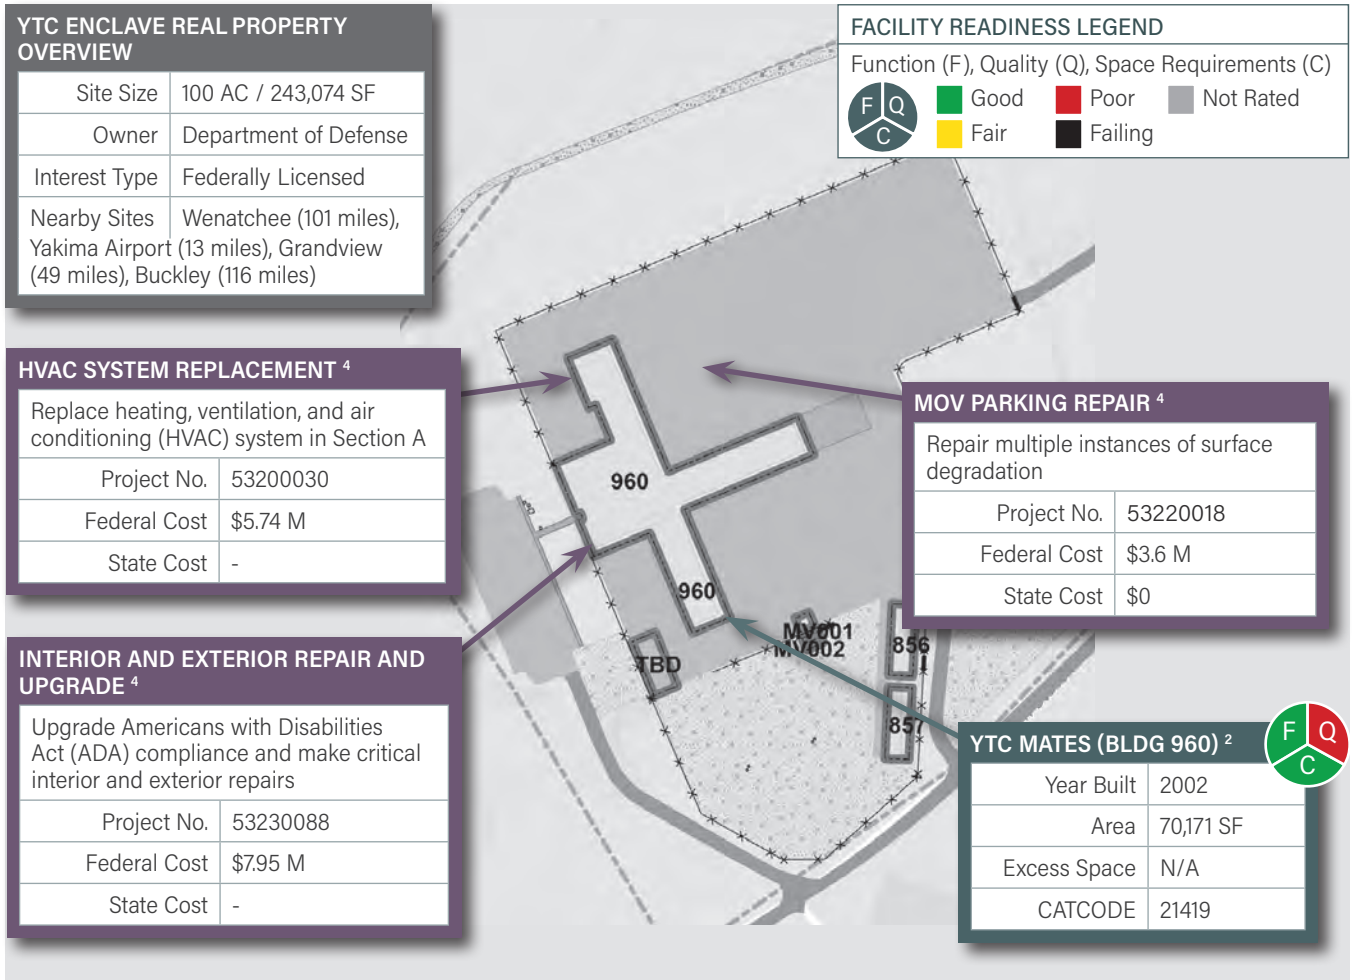 YTC ENCLAVE REAL PROPERTY
OVERVIEW
Site Size 100 AC / 243,074 SF
Owner Department of Defense
Interest Type Federally Licensed
Nearby Sites Wenatchee (101 miles),
Yakima Airport (13 miles), Grandview
(49 miles), Buckley (116 miles)
FACILITY READINESS LEGEND
Function (F), Quality (Q), Space Requirements (C)
F Q C
Good Poor Not Rated
Fair Failing
HVAC SYSTEM REPLACEMENT 4
Replace heating, ventilation, and air
conditioning (HVAC) system in Section A
Project No. 53200030
Federal Cost $5.74 M
State Cost -
MOV PARKING REPAIR 4
Repair multiple instances of surface
degradation
Project No. 53220018
Federal Cost $3.6 M
State Cost $0
INTERIOR AND EXTERIOR REPAIR AND
UPGRADE 4
Upgrade Americans with Disabilities
Act (ADA) compliance and make critical
interior and exterior repairs
Project No. 53230088
Federal Cost $7.95 M
State Cost -
YTC MATES (BLDG 960) 2
F Q C
Year Built 2002
Area 70,171 SF
Excess Space N/A
CATCODE 21419
960
960
TBD
MV001
MV002
856
857